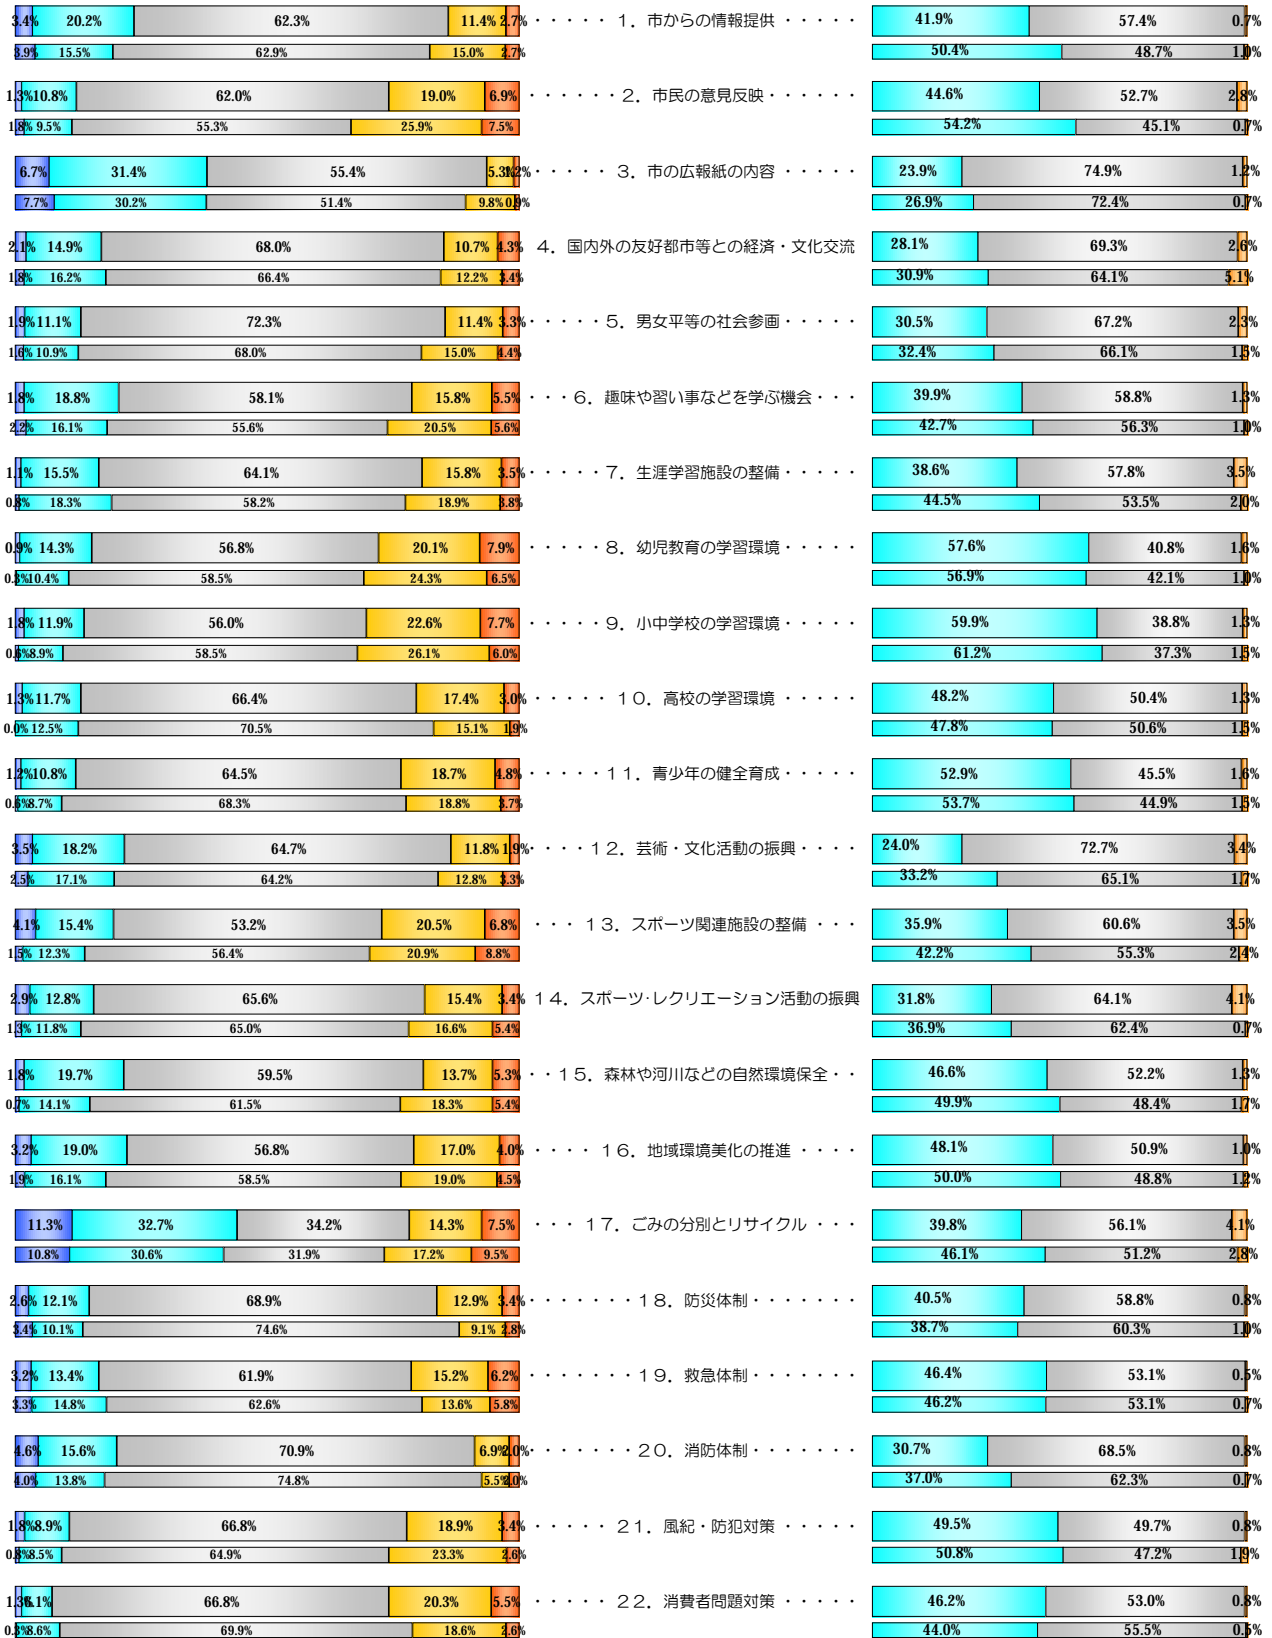 3.4% 20.2% 62.3% 11.4% 2.7% ・・・・・ 1．市からの情報提供 ・・・・・ 41.9% 57.4% 0.7%
3.9% 15.5% 62.9% 15.0% 2.7% 50.4% 48.7% 1.0%
1.3% 10.8% 62.0% 19.0% 6.9% ・・・・・・2．市民の意見反映・・・・・・ 44.6% 52.7% 2.8%
1.8% 9.5% 55.3% 25.9% 7.5% 54.2% 45.1% 0.7%
6.7% 31.4% 55.4% 5.3% 1.2% ・・・・・ 3．市の広報紙の内容 ・・・・・ 23.9% 74.9% 1.2%
7.7% 30.2% 51.4% 9.8% 0.9% 26.9% 72.4% 0.7%
2.1% 14.9% 68.0% 10.7% 4.3% 4．国内外の友好都市等との経済・文化交流 28.1% 69.3% 2.6%
1.8% 16.2% 66.4% 12.2% 3.4% 30.9% 64.1% 5.1%
1.9% 11.1% 72.3% 11.4% 3.3% ・・・・・5．男女平等の社会参画・・・・・ 30.5% 67.2% 2.3%
1.6% 10.9% 68.0% 15.0% 4.4% 32.4% 66.1% 1.5%
1.8% 18.8% 58.1% 15.8% 5.5% ・・・6．趣味や習い事などを学ぶ機会・・・ 39.9% 58.8% 1.3%
2.2% 16.1% 55.6% 20.5% 5.6% 42.7% 56.3% 1.0%
1.1% 15.5% 64.1% 15.8% 3.5% ・・・・・7．生涯学習施設の整備・・・・・ 38.6% 57.8% 3.5%
0.8% 18.3% 58.2% 18.9% 3.8% 44.5% 53.5% 2.0%
0.9% 14.3% 56.8% 20.1% 7.9% ・・・・・8．幼児教育の学習環境・・・・・ 57.6% 40.8% 1.6%
0.3% 10.4% 58.5% 24.3% 6.5% 56.9% 42.1% 1.0%
1.8% 11.9% 56.0% 22.6% 7.7% ・・・・・9．小中学校の学習環境・・・・・ 59.9% 38.8% 1.3%
0.6% 8.9% 58.5% 26.1% 6.0% 61.2% 37.3% 1.5%
1.3% 11.7% 66.4% 17.4% 3.0% ・・・・・ 10．高校の学習環境 ・・・・・ 48.2% 50.4% 1.3%
0.0% 12.5% 70.5% 15.1% 1.9% 47.8% 50.6% 1.5%
1.2% 10.8% 64.5% 18.7% 4.8% ・・・・・11．青少年の健全育成・・・・・ 52.9% 45.5% 1.6%
0.6% 8.7% 68.3% 18.8% 3.7% 53.7% 44.9% 1.5%
3.5% 18.2% 64.7% 11.8% 1.9% ・・・・12．芸術・文化活動の振興・・・・ 24.0% 72.7% 3.4%
2.5% 17.1% 64.2% 12.8% 3.3% 33.2% 65.1% 1.7%
4.1% 15.4% 53.2% 20.5% 6.8% ・・・ 13．スポーツ関連施設の整備 ・・・ 35.9% 60.6% 3.5%
1.5% 12.3% 56.4% 20.9% 8.8% 42.2% 55.3% 2.4%
2.9% 12.8% 65.6% 15.4% 3.4% 14．スポーツ・レクリエーション活動の振興 31.8% 64.1% 4.1%
1.3% 11.8% 65.0% 16.6% 5.4% 36.9% 62.4% 0.7%
1.8% 19.7% 59.5% 13.7% 5.3% ・・15．森林や河川などの自然環境保全・・ 46.6% 52.2% 1.3%
0.7% 14.1% 61.5% 18.3% 5.4% 49.9% 48.4% 1.7%
3.2% 19.0% 56.8% 17.0% 4.0% ・・・・ 16．地域環境美化の推進 ・・・・ 48.1% 50.9% 1.0%
1.9% 16.1% 58.5% 19.0% 4.5% 50.0% 48.8% 1.2%
11.3% 32.7% 34.2% 14.3% 7.5% ・・・ 17．ごみの分別とリサイクル ・・・ 39.8% 56.1% 4.1%
10.8% 30.6% 31.9% 17.2% 9.5% 46.1% 51.2% 2.8%
2.6% 12.1% 68.9% 12.9% 3.4% ・・・・・・・18．防災体制・・・・・・・ 40.5% 58.8% 0.8%
3.4% 10.1% 74.6% 9.1% 2.8% 38.7% 60.3% 1.0%
3.2% 13.4% 61.9% 15.2% 6.2% ・・・・・・・19．救急体制・・・・・・・ 46.4% 53.1% 0.5%
3.3% 14.8% 62.6% 13.6% 5.8% 46.2% 53.1% 0.7%
4.6% 15.6% 70.9% 6.9% 2.0% ・・・・・・・20．消防体制・・・・・・・ 30.7% 68.5% 0.8%
4.0% 13.8% 74.8% 5.5% 2.0% 37.0% 62.3% 0.7%
1.8% 8.9% 66.8% 18.9% 3.4% ・・・・・ 21．風紀・防犯対策 ・・・・・ 49.5% 49.7% 0.8%
0.8% 8.5% 64.9% 23.3% 2.6% 50.8% 47.2% 1.9%
1.3% 6.1% 66.8% 20.3% 5.5% ・・・・・ 22．消費者問題対策 ・・・・・ 46.2% 53.0% 0.8%
0.3% 8.6% 69.9% 18.6% 2.6% 44.0% 55.5% 0.5%